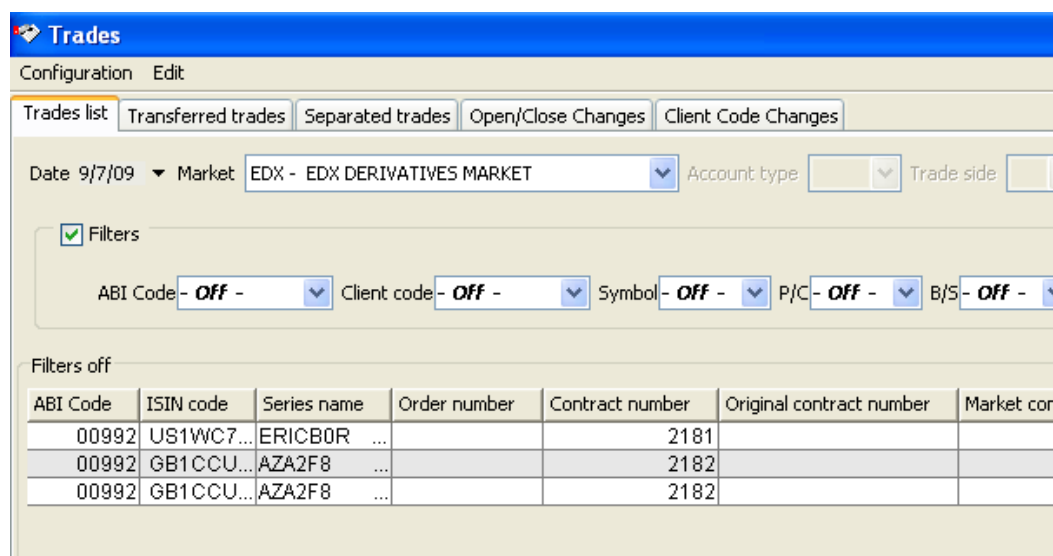 Trades
Configuration Edit
Trades list Transferred trades Separated trades Open/Close Changes Client Code Changes
Date 9/7/09 Market EDX - EDX DERIVATIVES MARKET Account type Trade side
Filters
ABI Code - Off - Client code - Off - Symbol - Off - P/C - Off - B/S - Off -
Filters off
ABI Code ISIN code Series name Order number Contract number Original contract number Market cor
00992 US1WC7... ERICB0R ... 2181
00992 GB1CCU... AZA2F8 ... 2182
00992 GB1CCU... AZA2F8 ... 2182